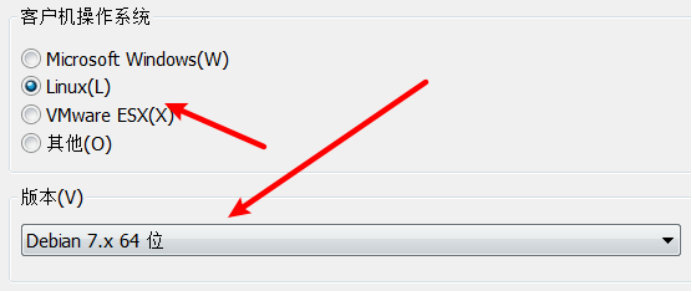 客户机操作系统
Microsoft Windows(W)
Linux(L)
VMware ESX(X)
其他(O)
版本(V)
Debian 7.x 64 位